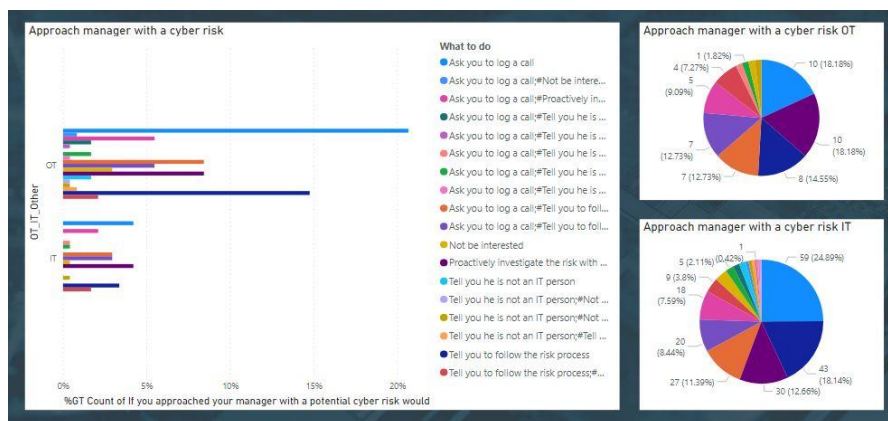 Approach manager with a cyber risk
What to do
Ask you to log a call
Ask you to log a call;#Not be intere...
Ask you to log a call;#Proactively in...
Ask you to log a call;#Tell you he is ...
Ask you to log a call;#Tell you he is ...
Ask you to log a call;#Tell you he is ...
Ask you to log a call;#Tell you he is ...
Ask you to log a call;#Tell you he is ...
Ask you to log a call;#Tell you to foll...
Ask you to log a call;#Tell you to foll...
Not be interested
Proactively investigate the risk with ...
Tell you he is not an IT person
Tell you he is not an IT person;#Not ...
Tell you he is not an IT person;#Not ...
Tell you he is not an IT person;#Tell ...
Tell you to follow the risk process
Tell you to follow the risk process;#...
OT_IT_Other
OT
IT
0%
5%
10%
15%
20%
%GT Count of If you approached your manager with a potential cyber risk would
Approach manager with a cyber risk OT
1 (1.82%)
4 (7.27%)
5
(9.09%)
7
(12.73%)
7 (12.73%)
10 (18.18%)
10
(18.18%)
8 (14.55%)
Approach manager with a cyber risk IT
1
(0.42%)
5 (2.11%)
9 (3.8%)
18
(7.59%)
20
(8.44%)
27 (11.39%)
59 (24.89%)
43
(18.14%)
30 (12.66%)